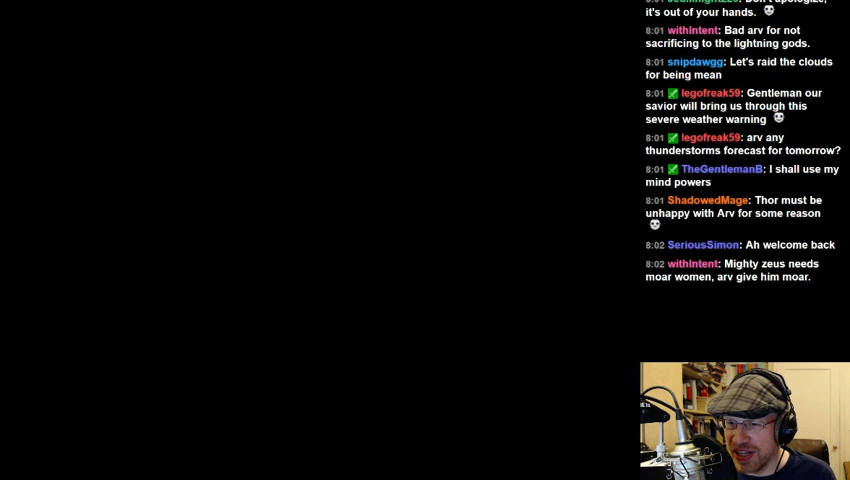 it's out of your hands.
8:01 withIntent: Bad arv for not
sacrificing to the lightning gods.
8:01 snipdawgg: Let's raid the clouds
for being mean
8:01 legofreak59: Gentleman our
savior will bring us through this
severe weather warning
8:01 legofreak59: arv any
thunderstorms forecast for tomorrow?
8:01 TheGentlemanB: I shall use my
mind powers
8:01 ShadowedMage: Thor must be
unhappy with Arv for some reason
8:02 SeriousSimon: Ah welcome back
8:02 withIntent: Mighty zeus needs
moar women, arv give him moar.